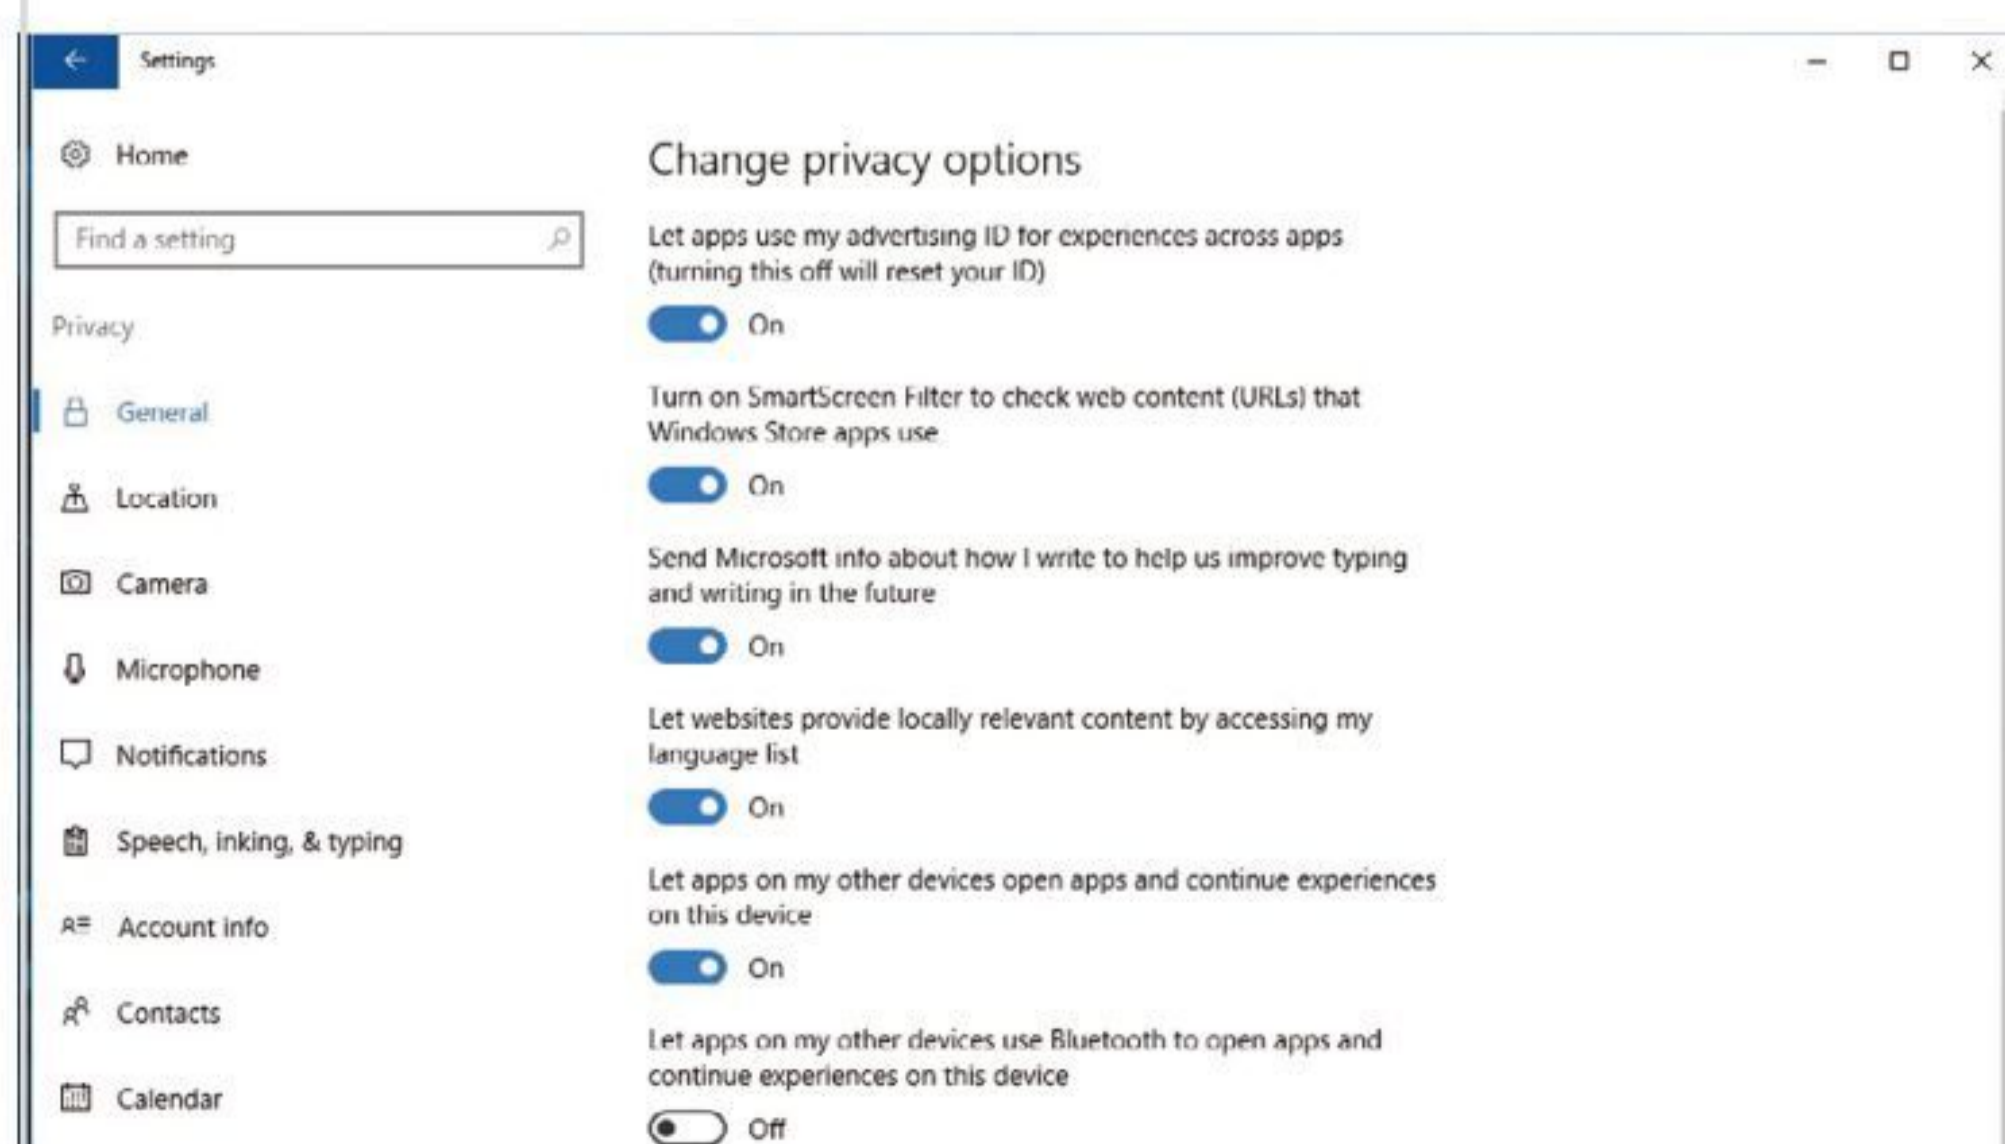 Settings
Home
Find a setting
Privacy
General
Location
Camera
Microphone
Notifications
Speech, inking, & typing
Account info
Contacts
Calendar
Change privacy options
Let apps use my advertising ID for experiences across apps
(turning this off will reset your ID)
On
Turn on SmartScreen Filter to check web content (URLs) that
Windows Store apps use
On
Send Microsoft info about how I write to help us improve typing
and writing in the future
On
Let websites provide locally relevant content by accessing my
language list
On
Let apps on my other devices open apps and continue experiences
on this device
On
Let apps on my other devices use Bluetooth to open apps and
continue experiences on this device
Off